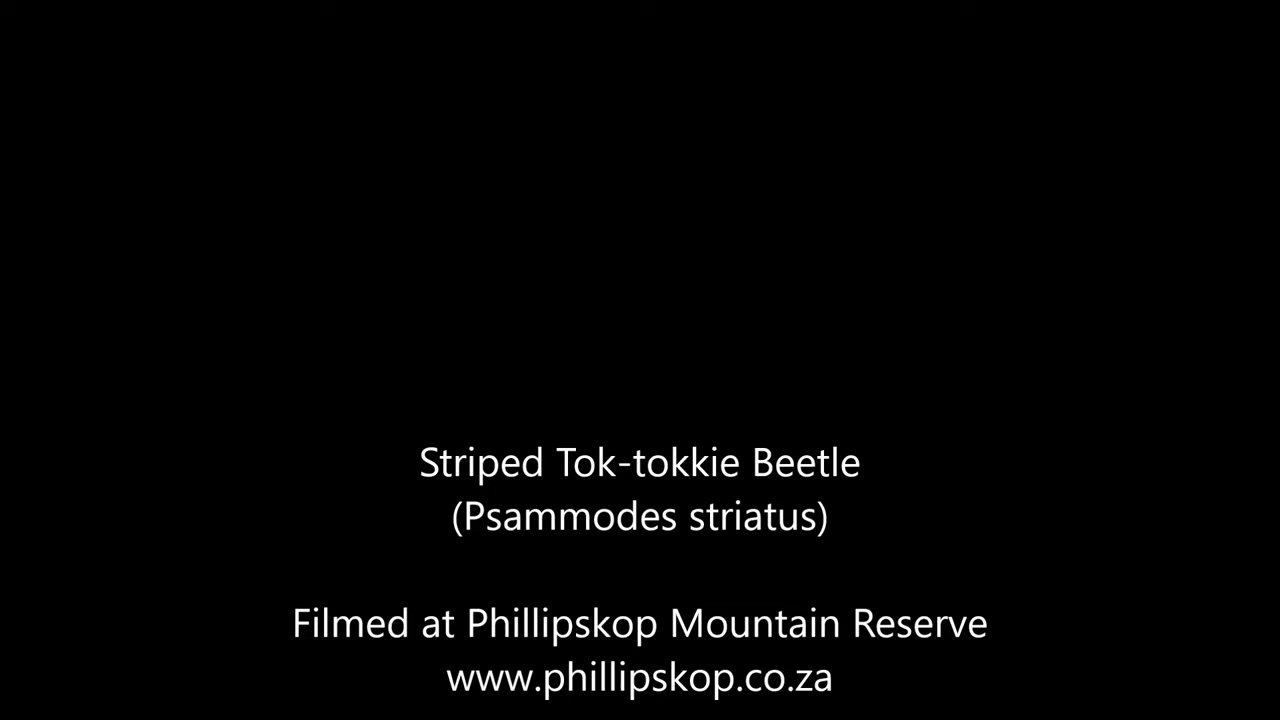 Striped Tok-tokkie Beetle
(Psammodes striatus)
Filmed at Phillipskop Mountain Reserve
www.phillipskop.co.za